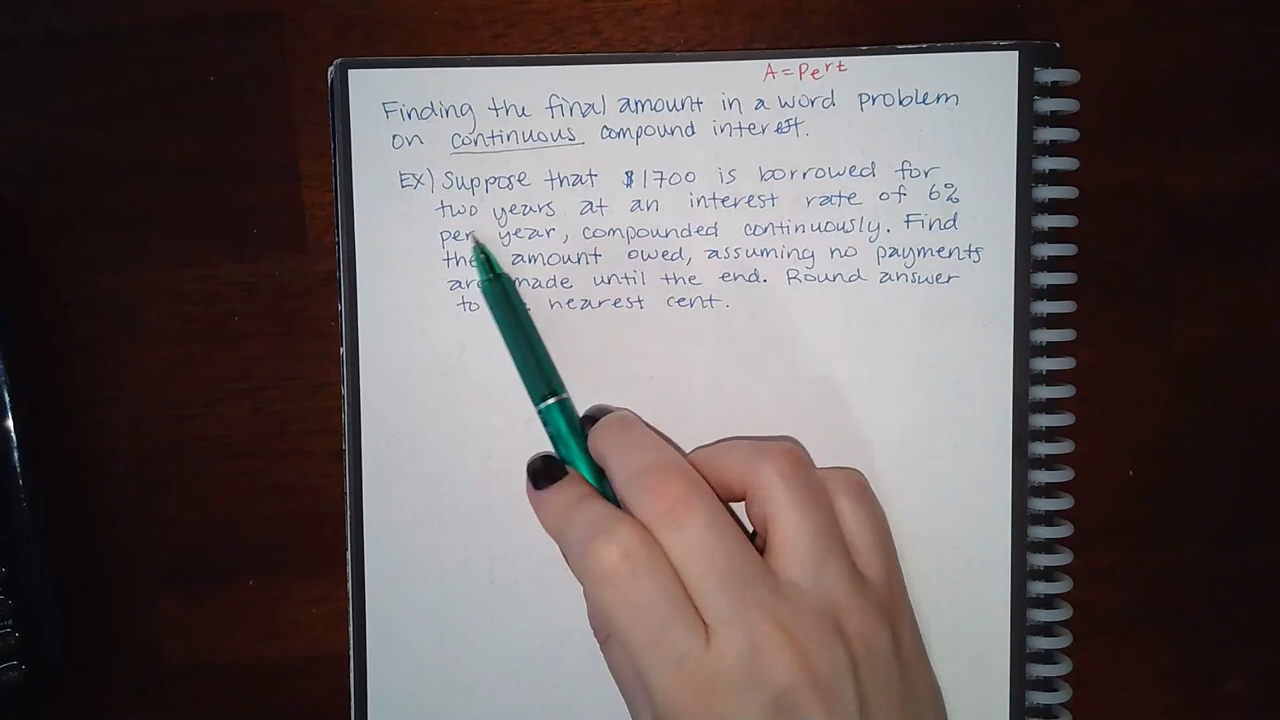 A=Pe^rt
Finding the final amount in a word problem
on continuous compound interest.
EX) Suppose that $1700 is borrowed for
two years at an interest rate of 6%
per year, compounded continuously. Find
the amount owed, assuming no payments
are made until the end. Round answer
to nearest cent.